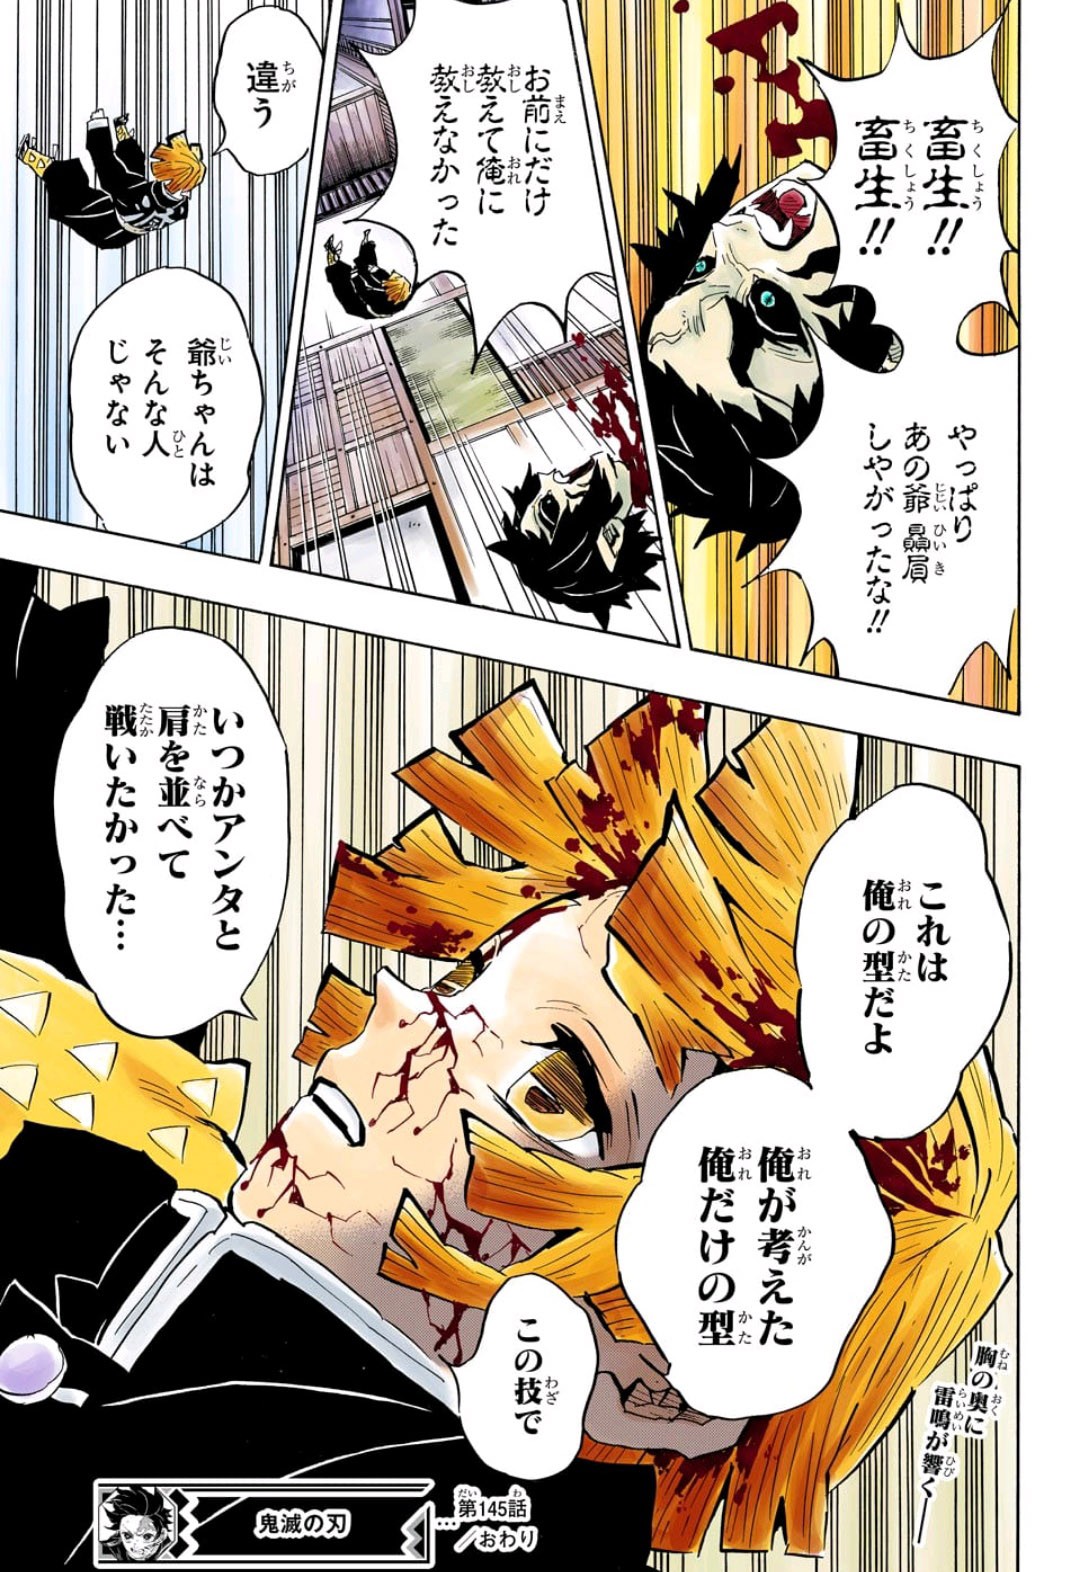 畜生!!
畜生!!
やっぱり
あの爺贔屓
しやがったな!!
お前にだけ
教えて俺に
教えなかった
違う
爺ちゃんは
そんな人
じゃない
これは
俺の型だよ
俺が考えた
俺だけの型
この技で
いつかアンタと
肩を並べて
戦いたかった…
胸の奥に
雷鳴が響く――
鬼滅の刃
…第145話
／おわり